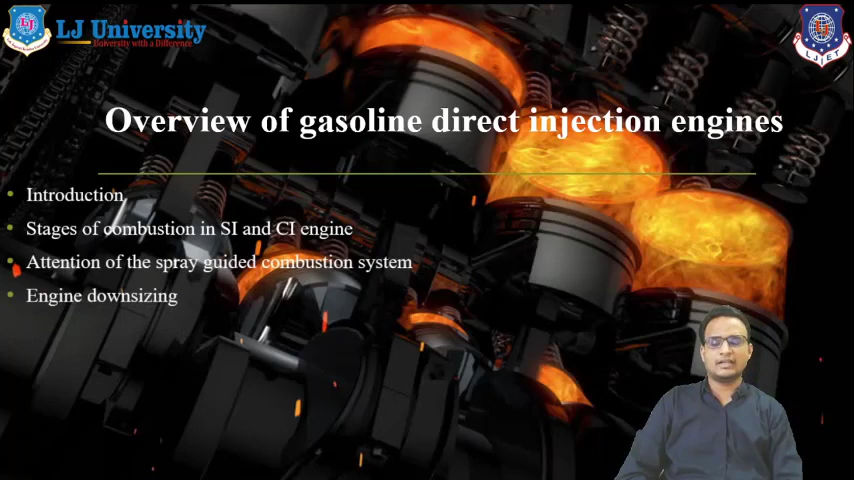 LJ University
University with a Difference
LJIET
Overview of gasoline direct injection engines
Introduction
Stages of combustion in SI and CI engine
Attention of the spray guided combustion system
Engine downsizing